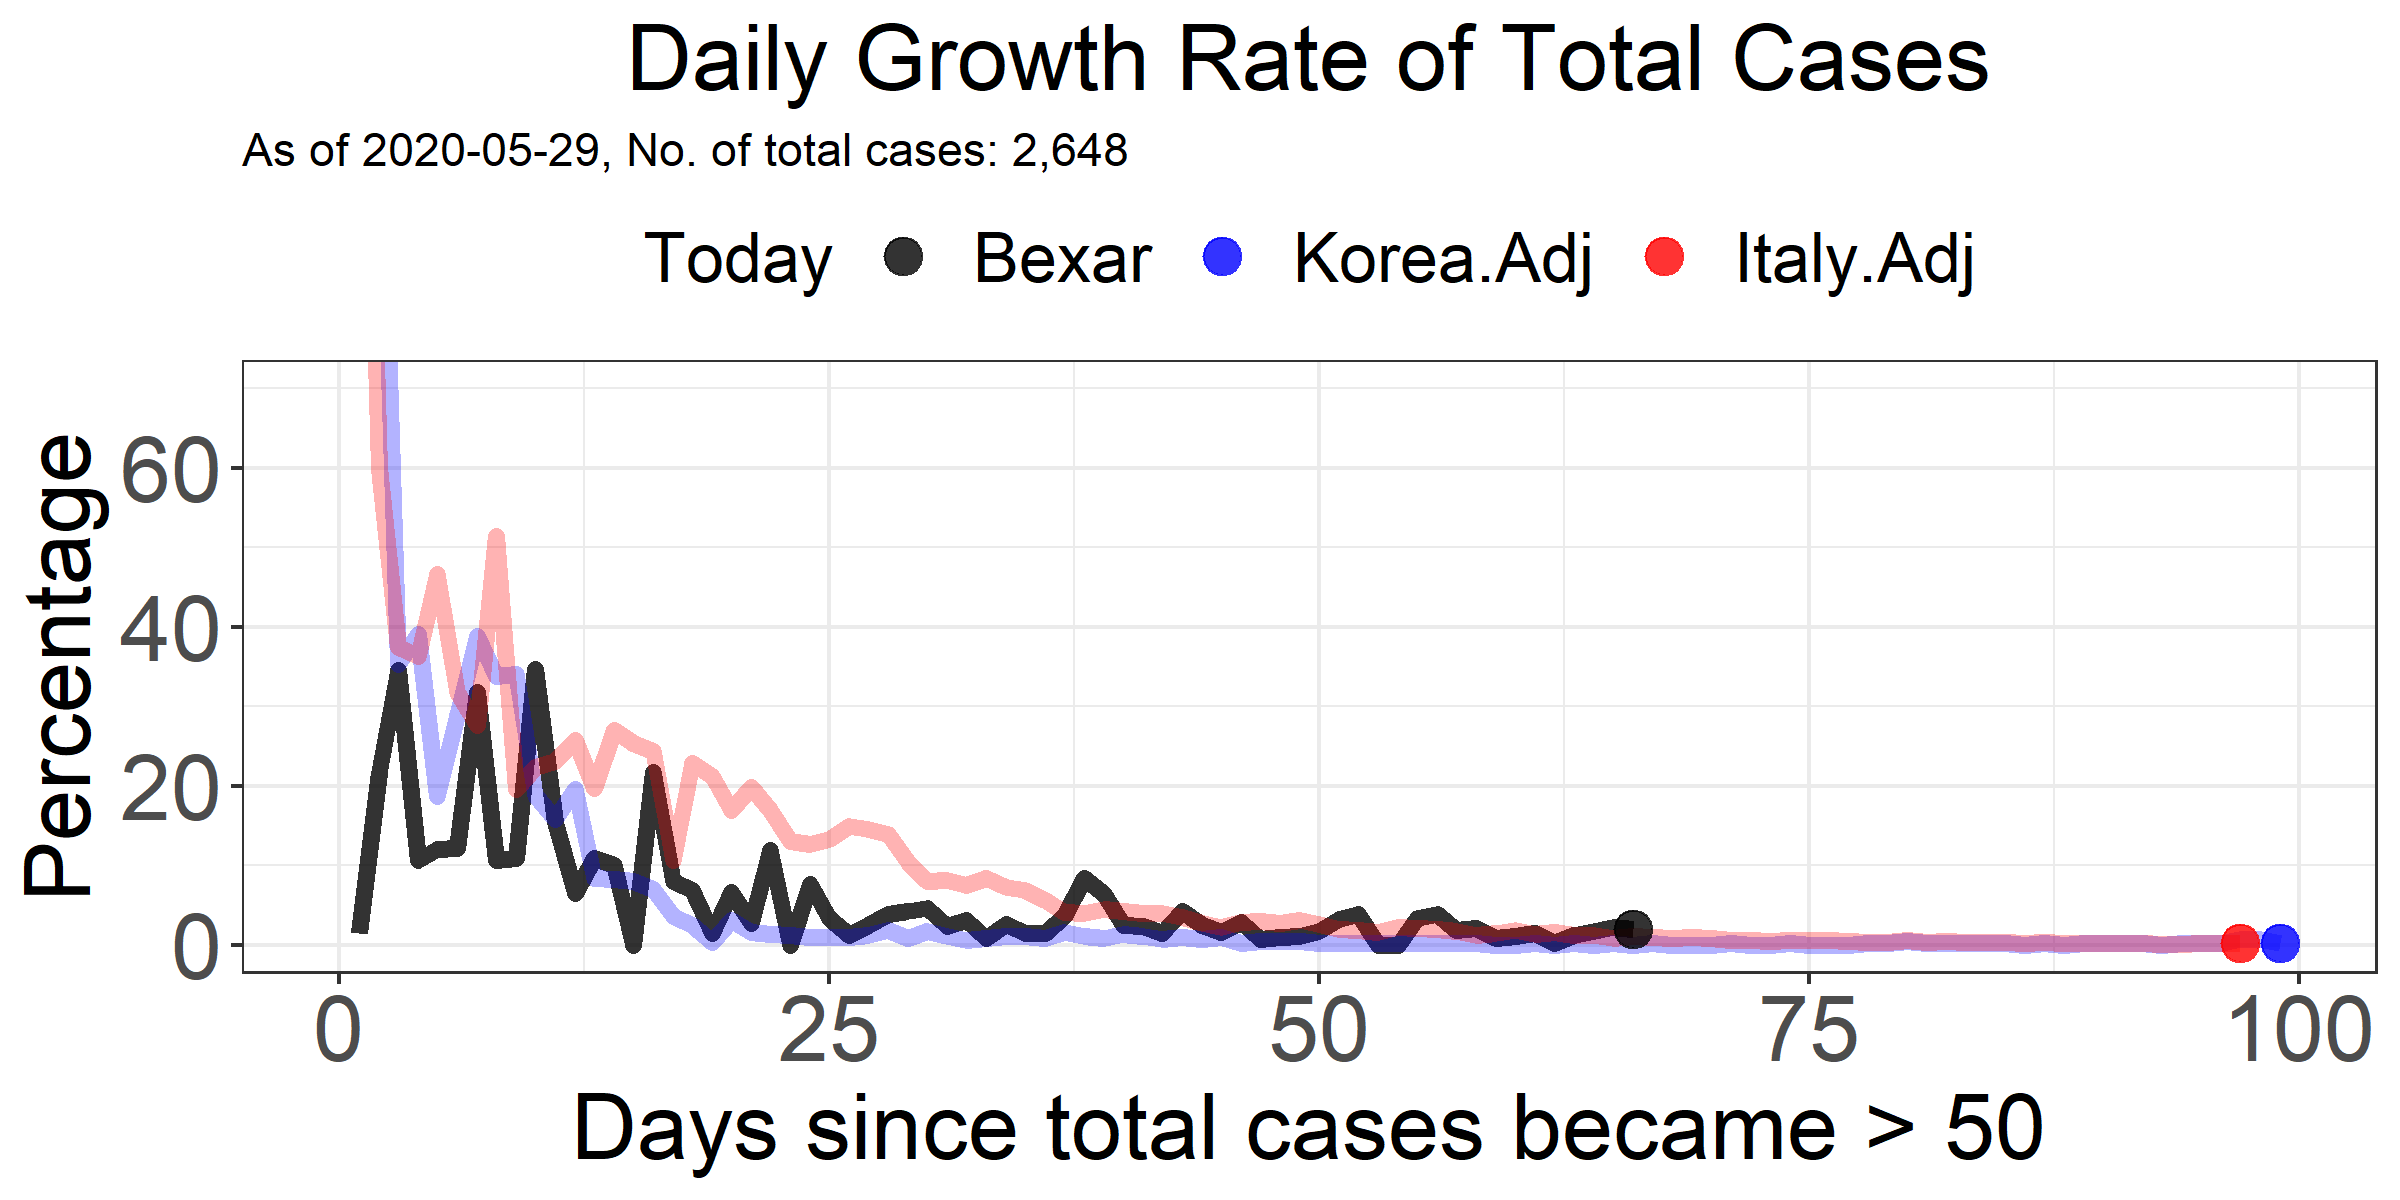 Daily Growth Rate of Total Cases
As of 2020-05-29, No. of total cases: 2,648
Today Bexar Korea.Adj Italy.Adj
Percentage
60
40
20
0
0 25 50 75 100
Days since total cases became > 50